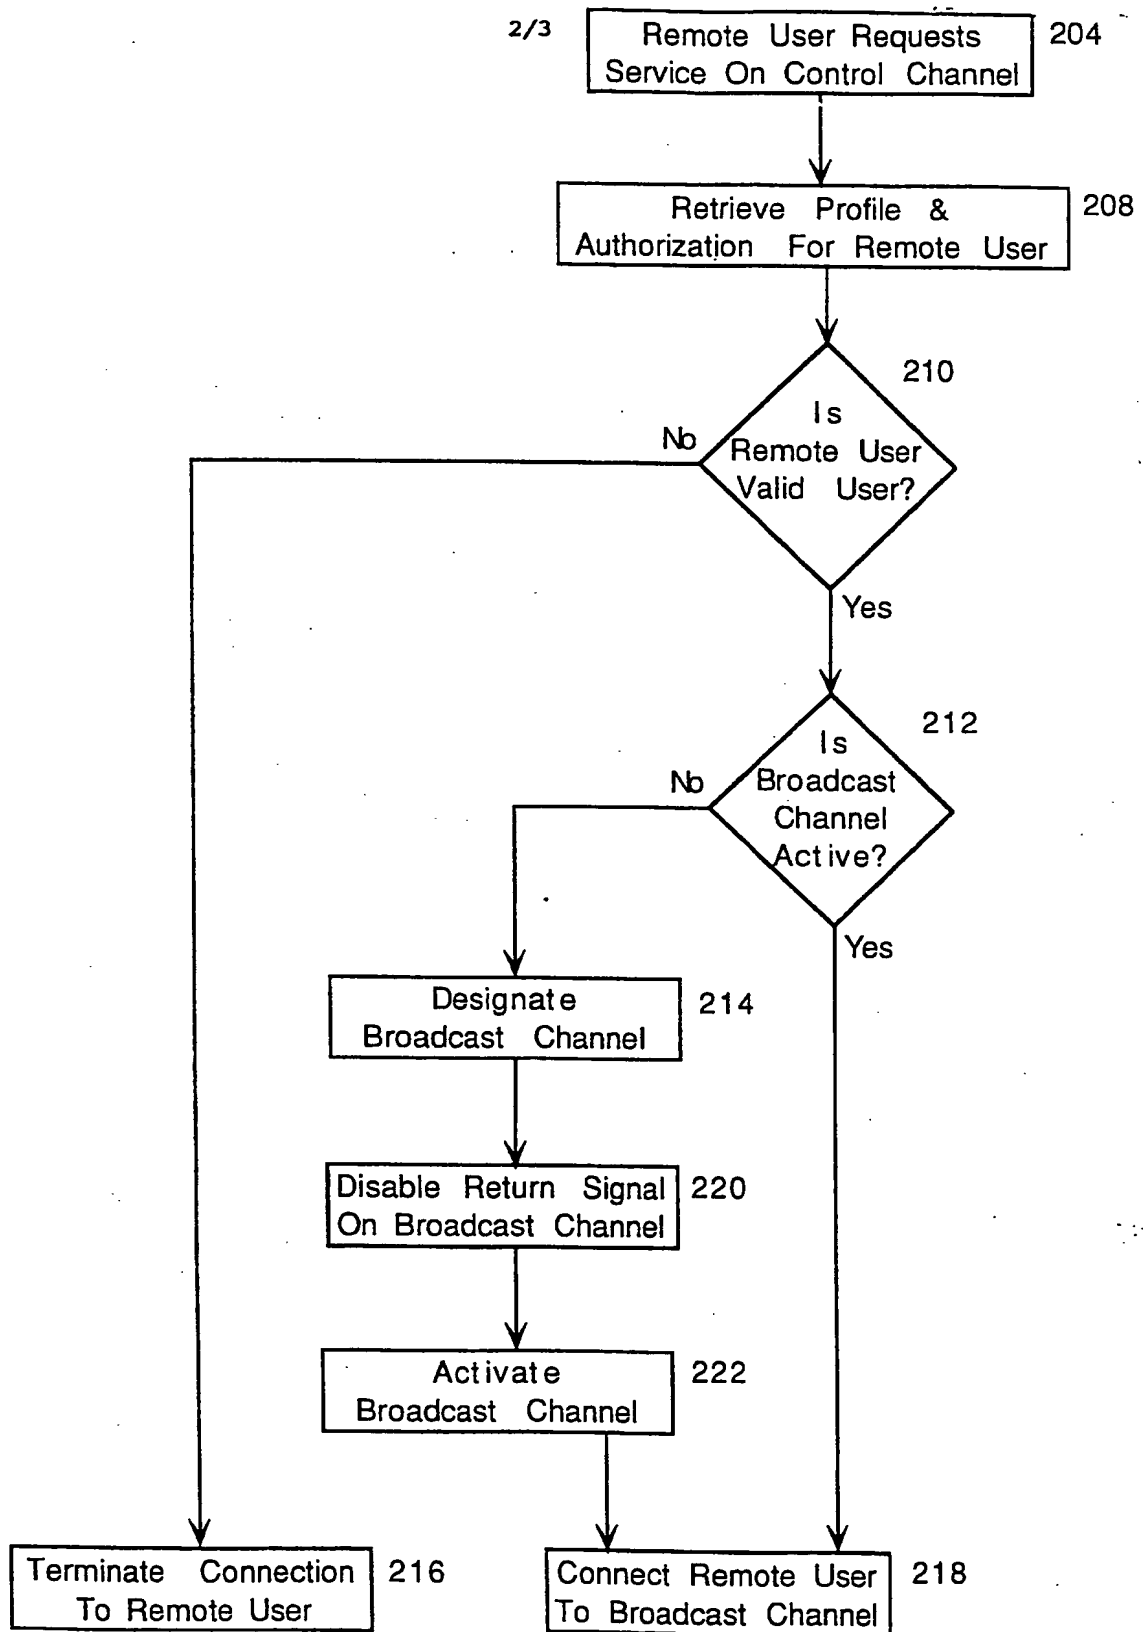 2/3
Remote User Requests
Service On Control Channel
204
Retrieve Profile &
Authorization For Remote User
208
210
Is
Remote User
Valid User?
No
Yes
212
Is
Broadcast
Channel
Active?
No
Yes
Designate
Broadcast Channel
214
Disable Return Signal
On Broadcast Channel
220
Activate
Broadcast Channel
222
Terminate Connection
To Remote User
216
Connect Remote User
To Broadcast Channel
218